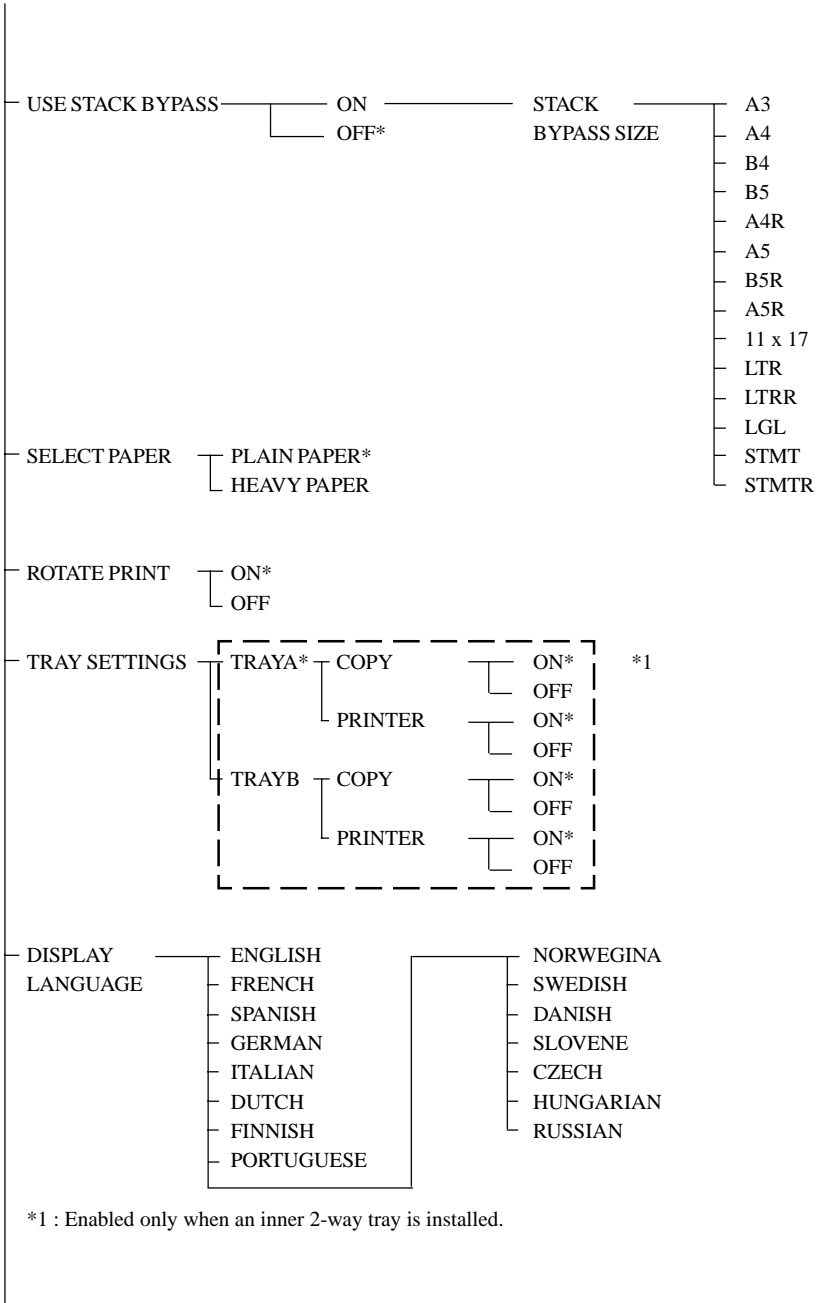 USE STACK BYPASS ON STACK A3
OFF* BYPASS SIZE A4
B4
B5
A4R
A5
B5R
A5R
11 x 17
LTR
LTRR
LGL
SELECT PAPER PLAIN PAPER* STMT
HEAVY PAPER STMTR
ROTATE PRINT ON*
OFF
TRAY SETTINGS TRAYA* COPY ON* *1
OFF
PRINTER ON*
OFF
TRAYB COPY ON*
OFF
PRINTER ON*
OFF
DISPLAY ENGLISH NORWEGINA
LANGUAGE FRENCH SWEDISH
SPANISH DANISH
GERMAN SLOVENE
ITALIAN CZECH
DUTCH HUNGARIAN
FINNISH RUSSIAN
PORTUGUESE
*1 : Enabled only when an inner 2-way tray is installed.